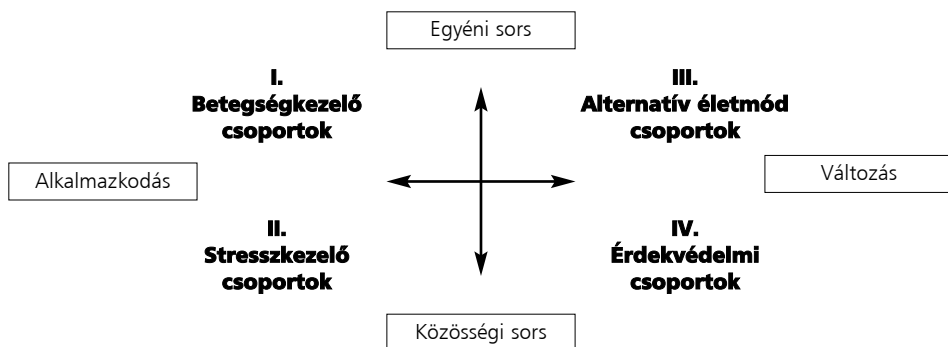 Egyéni sors
I.
Betegségkezelő
csoportok
III.
Alternatív életmód
csoportok
Alkalmazkodás
Változás
II.
Stresszkezelő
csoportok
IV.
Érdekvédelmi
csoportok
Közösségi sors